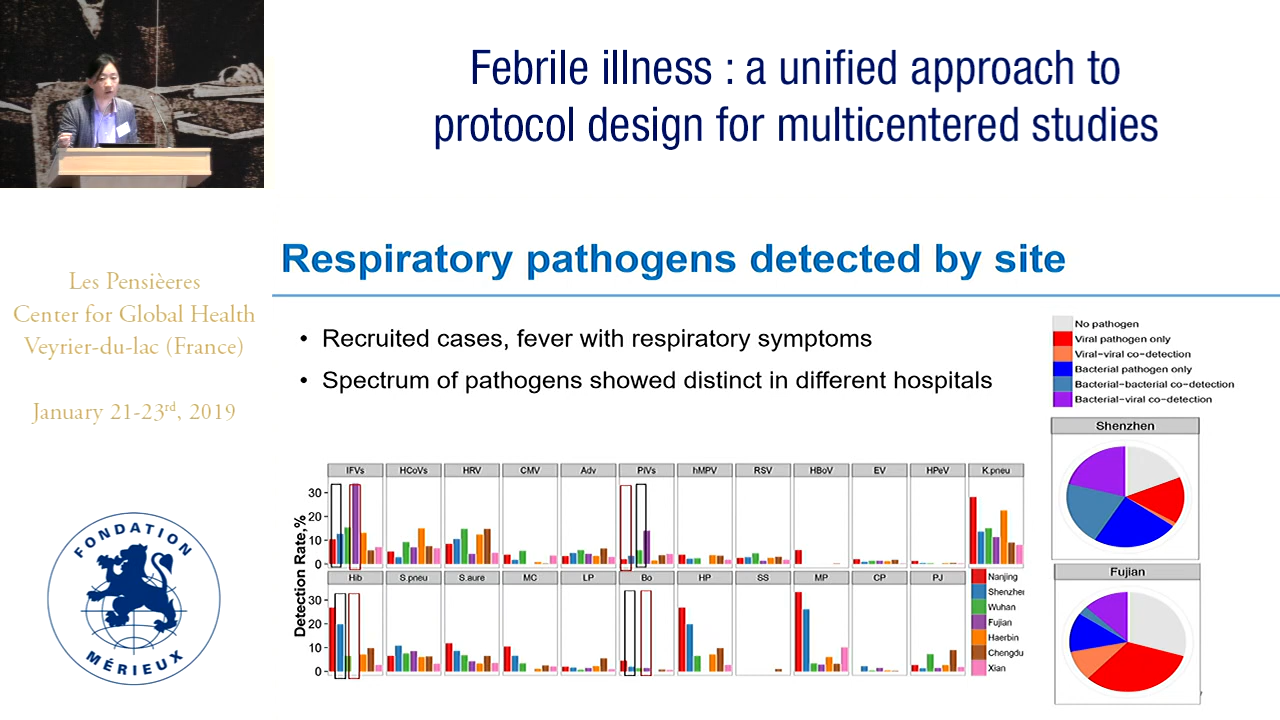 Febrile illness : a unified approach to
protocol design for multicentered studies
Les Pensièeres
Center for Global Health
Veyrier-du-lac (France)
January 21-23rd, 2019
FONDATION
MÉRIEUX
Respiratory pathogens detected by site
• Recruited cases, fever with respiratory symptoms
• Spectrum of pathogens showed distinct in different hospitals
No pathogen
Viral pathogen only
Viral-viral co-detection
Bacterial pathogen only
Bacterial-bacterial co-detection
Bacterial-viral co-detection
Shenzhen
Fujian
Detection Rate,%
IFVs HCoVs HRV CMV Adv PIVs hMPV RSV HBoV EV HPeV K.pneu
30
20
10
0
Hib S.pneu S.aure MC LP Bo HP SS MP CP PJ
30
20
10
0
Nanjing
Shenzher
Wuhan
Fujian
Haerbin
Chengdu
Xian